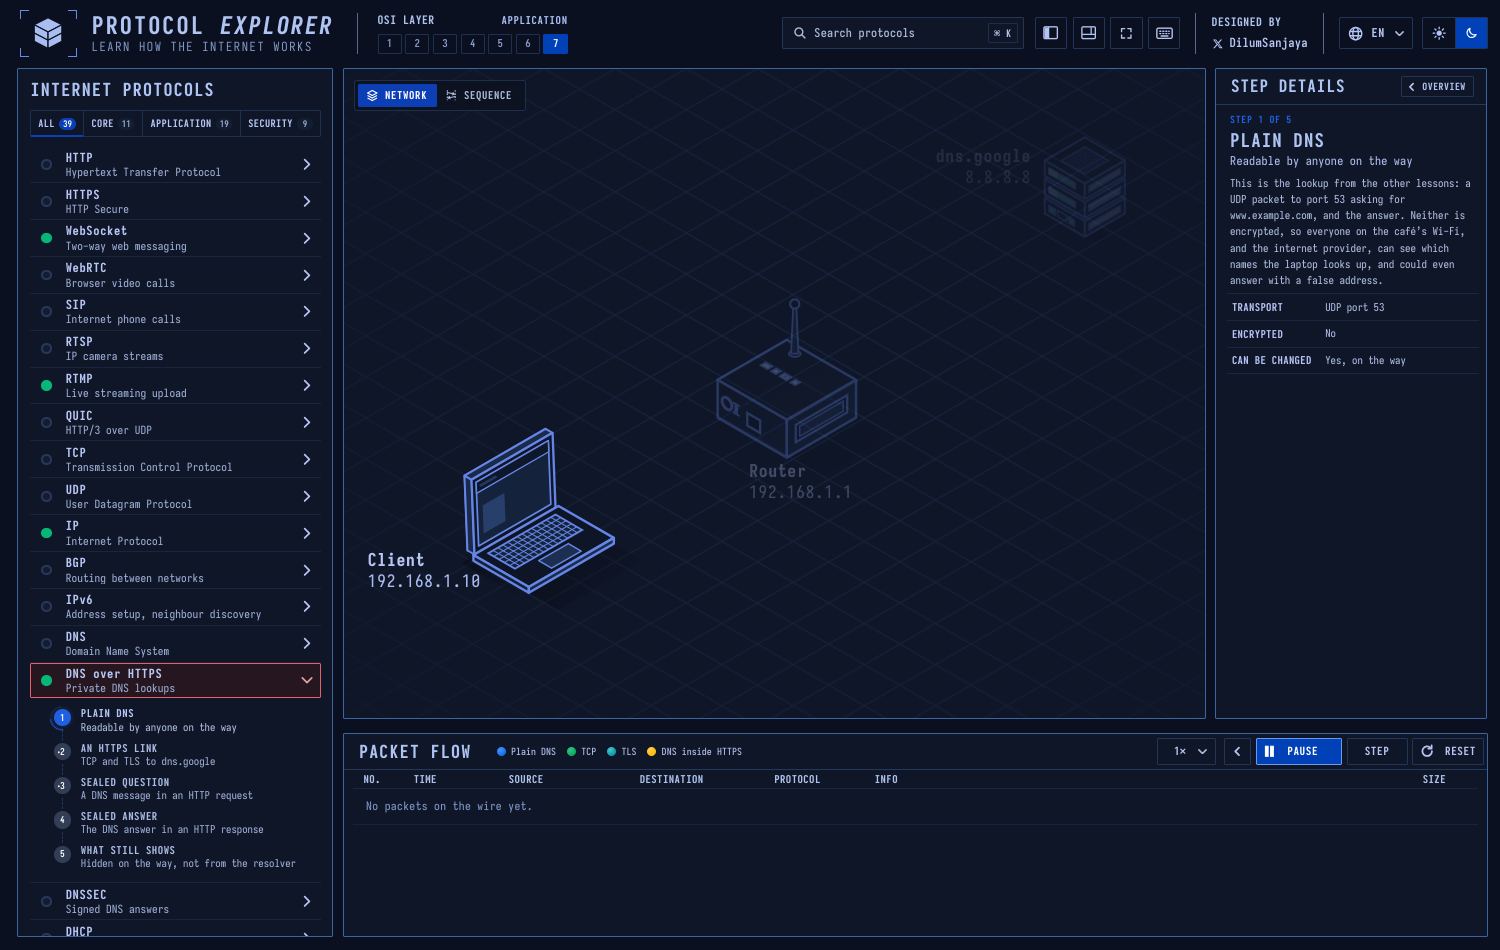 PROTOCOL EXPLORER
LEARN HOW THE INTERNET WORKS
OSI LAYER APPLICATION
1 2 3 4 5 6 7
Search protocols ⌘ K
DESIGNED BY
DilumSanjaya
EN
INTERNET PROTOCOLS
ALL 39 CORE 11 APPLICATION 19 SECURITY 9
HTTP
Hypertext Transfer Protocol
HTTPS
HTTP Secure
WebSocket
Two-way web messaging
WebRTC
Browser video calls
SIP
Internet phone calls
RTSP
IP camera streams
RTMP
Live streaming upload
QUIC
HTTP/3 over UDP
TCP
Transmission Control Protocol
UDP
User Datagram Protocol
IP
Internet Protocol
BGP
Routing between networks
IPv6
Address setup, neighbour discovery
DNS
Domain Name System
DNS over HTTPS
Private DNS lookups
1 PLAIN DNS
Readable by anyone on the way
2 AN HTTPS LINK
TCP and TLS to dns.google
3 SEALED QUESTION
A DNS message in an HTTP request
4 SEALED ANSWER
The DNS answer in an HTTP response
5 WHAT STILL SHOWS
Hidden on the way, not from the resolver
DNSSEC
Signed DNS answers
DHCP
NETWORK SEQUENCE
dns.google
8.8.8.8
Router
192.168.1.1
Client
192.168.1.10
STEP DETAILS OVERVIEW
STEP 1 OF 5
PLAIN DNS
Readable by anyone on the way
This is the lookup from the other lessons: a
UDP packet to port 53 asking for
www.example.com, and the answer. Neither is
encrypted, so everyone on the café's Wi-Fi,
and the internet provider, can see which
names the laptop looks up, and could even
answer with a false address.
TRANSPORT UDP port 53
ENCRYPTED No
CAN BE CHANGED Yes, on the way
PACKET FLOW Plain DNS TCP TLS DNS inside HTTPS
1× PAUSE STEP RESET
NO. TIME SOURCE DESTINATION PROTOCOL INFO SIZE
No packets on the wire yet.